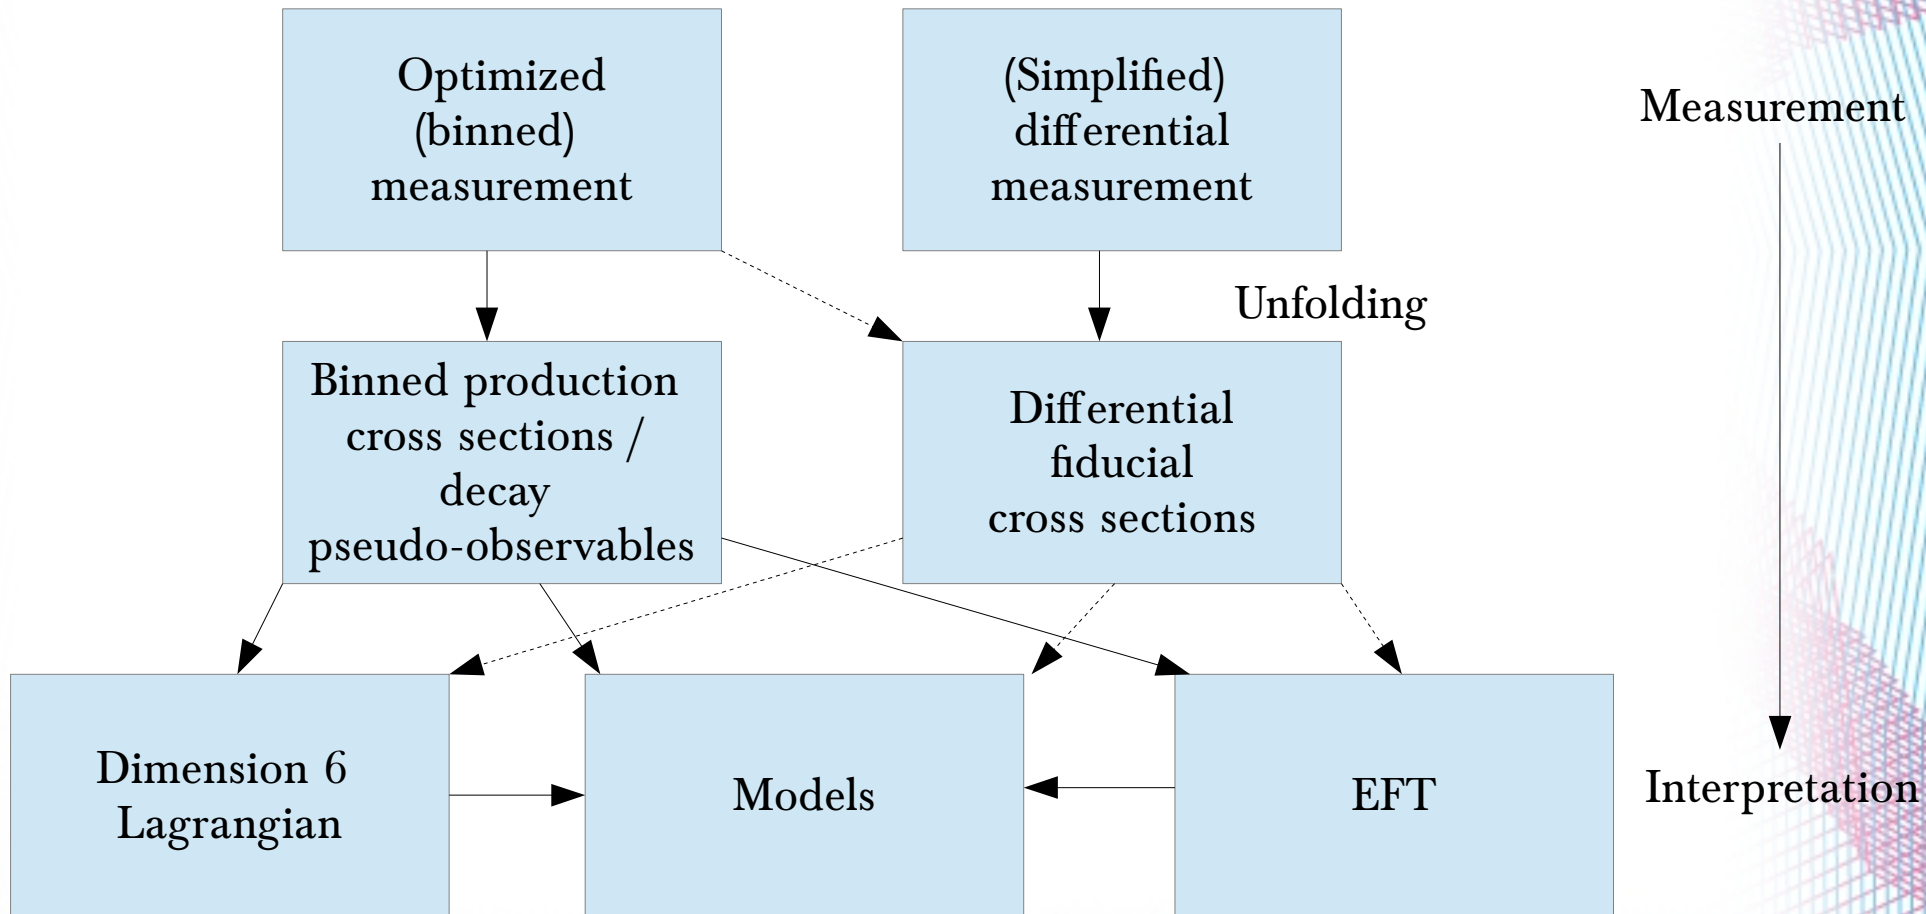 Optimized
(binned)
measurement
(Simplified)
differential
measurement
Measurement
Unfolding
Binned production
cross sections /
decay
pseudo-observables
Differential
fiducial
cross sections
Dimension 6
Lagrangian
Models
EFT
Interpretation